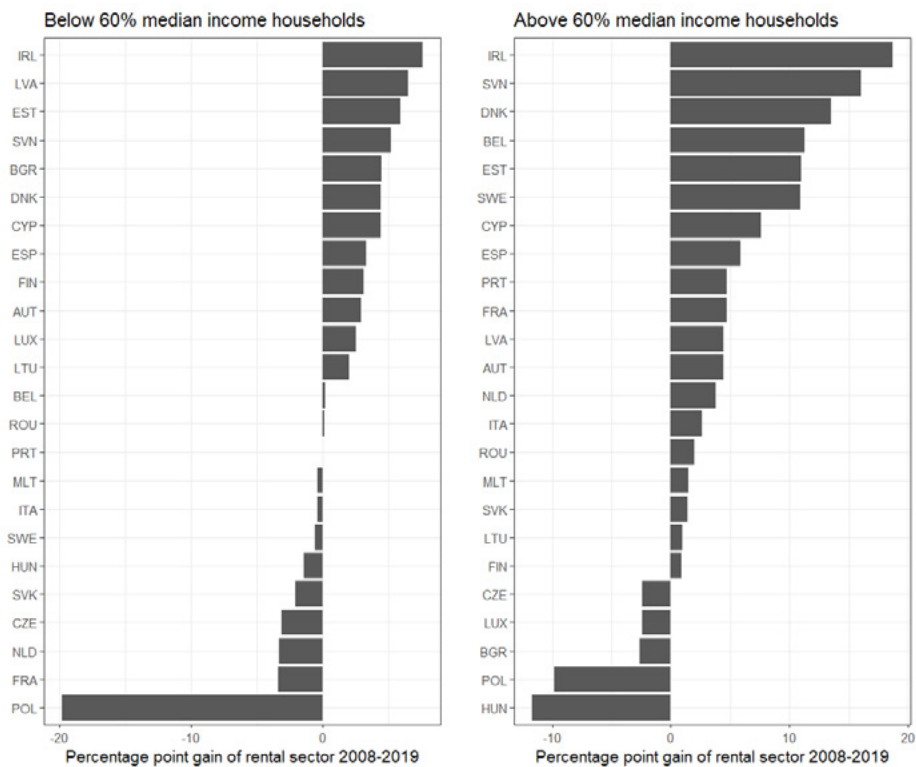 Below 60% median income households
IRL
LVA
EST
SVN
BGR
DNK
CYP
ESP
FIN
AUT
LUX
LTU
BEL
ROU
PRT
MLT
ITA
SWE
HUN
SVK
CZE
NLD
FRA
POL
-20
-10
0
Percentage point gain of rental sector 2008-2019
Above 60% median income households
IRL
SVN
DNK
BEL
EST
SWE
CYP
ESP
PRT
FRA
LVA
AUT
NLD
ITA
ROU
MLT
SVK
LTU
FIN
CZE
LUX
BGR
POL
HUN
-10
0
10
20
Percentage point gain of rental sector 2008-2019